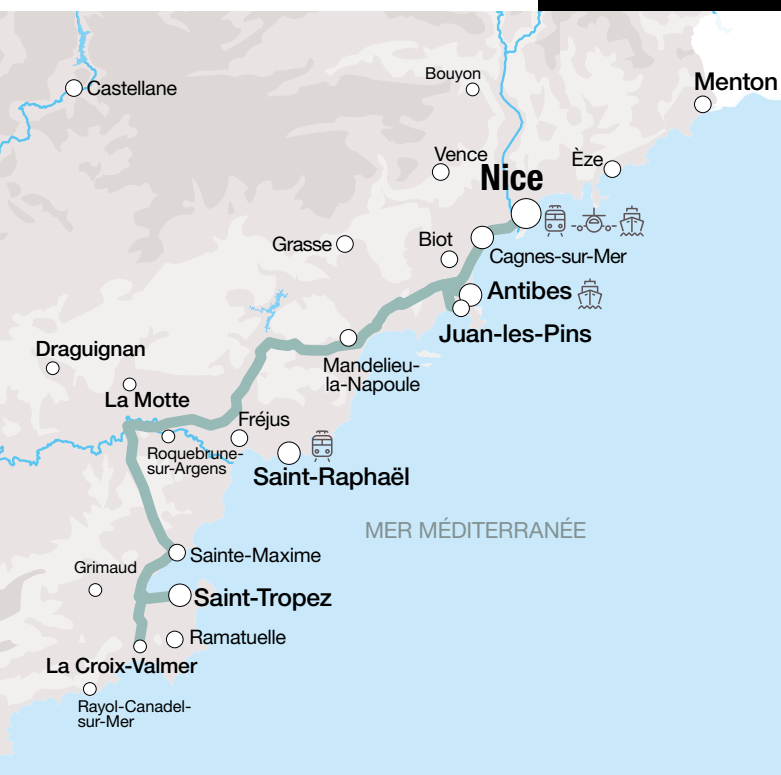 Bouyon
Menton
Castellane
Vence
Èze
Nice
Grasse
Biot
Cagnes-sur-Mer
Antibes
Juan-les-Pins
Draguignan
Mandelieu-
la-Napoule
La Motte
Fréjus
Roquebrune-
sur-Argens
Saint-Raphaël
MER MÉDITERRANÉE
Sainte-Maxime
Grimaud
Saint-Tropez
Ramatuelle
La Croix-Valmer
Rayol-Canadel-
sur-Mer